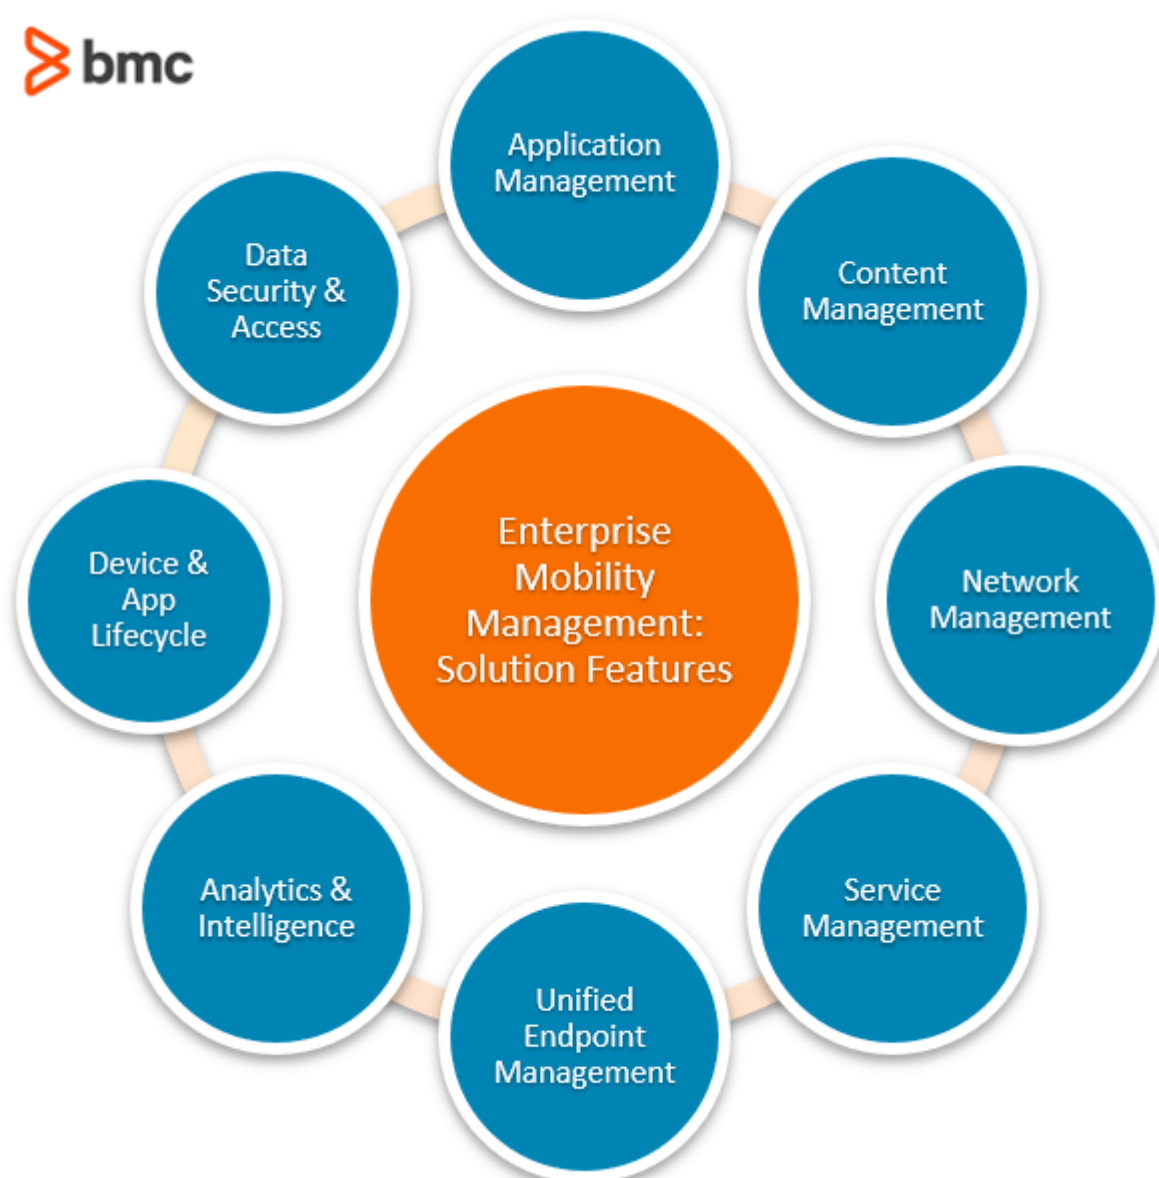 bmc
Application
Management
Content
Management
Network
Management
Service
Management
Unified
Endpoint
Management
Analytics &
Intelligence
Device &
App
Lifecycle
Data
Security &
Access
Enterprise
Mobility
Management:
Solution Features